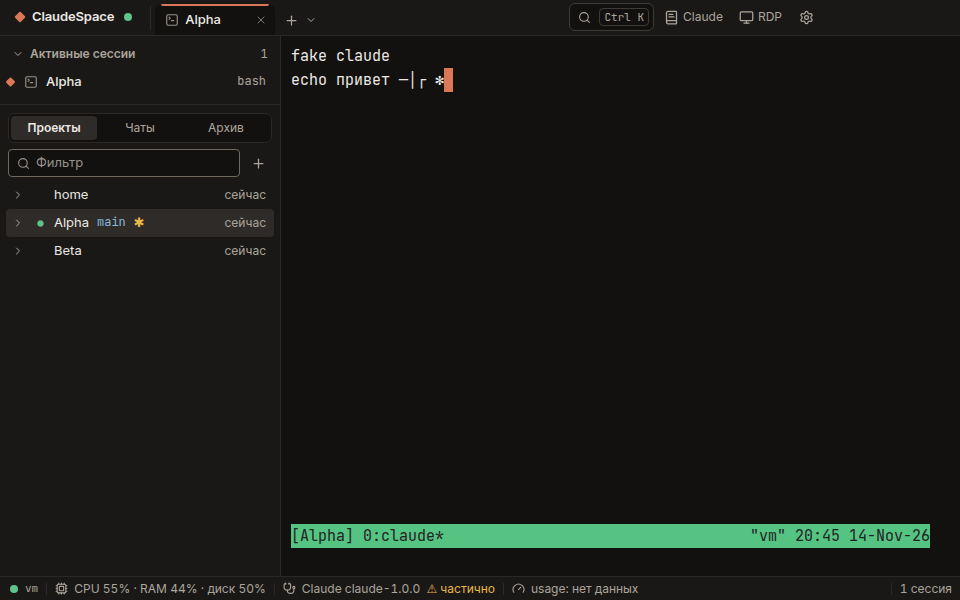 ClaudeSpace
Alpha
Ctrl K
Claude
RDP
Активные сессии 1
Alpha bash
Проекты Чаты Архив
Фильтр
home сейчас
Alpha main ✱ сейчас
Beta сейчас
fake claude
echo привет —│┌ ✻
[Alpha] 0:claude* "vm" 20:45 14-Nov-26
vm CPU 55% · RAM 44% · диск 50% Claude claude-1.0.0 ⚠ частично usage: нет данных 1 сессия